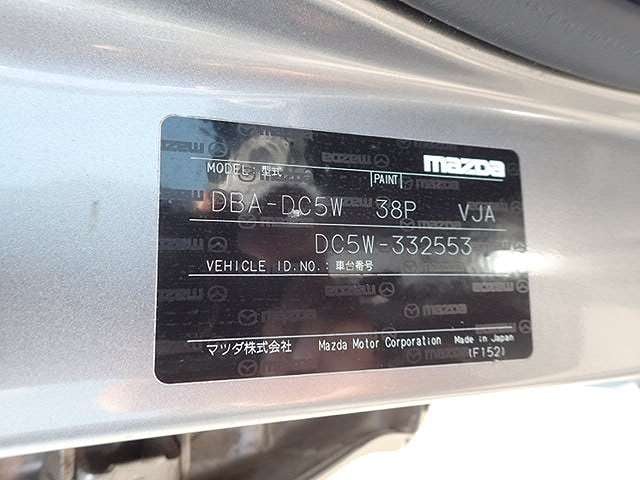 mazda
MODEL: 型式 PAINT
DBA-DC5W 38P VJA
DC5W-332553
VEHICLE ID.NO.: 車台番号
マツダ株式会社 Mazda Motor Corporation Made in Japan
(F152)